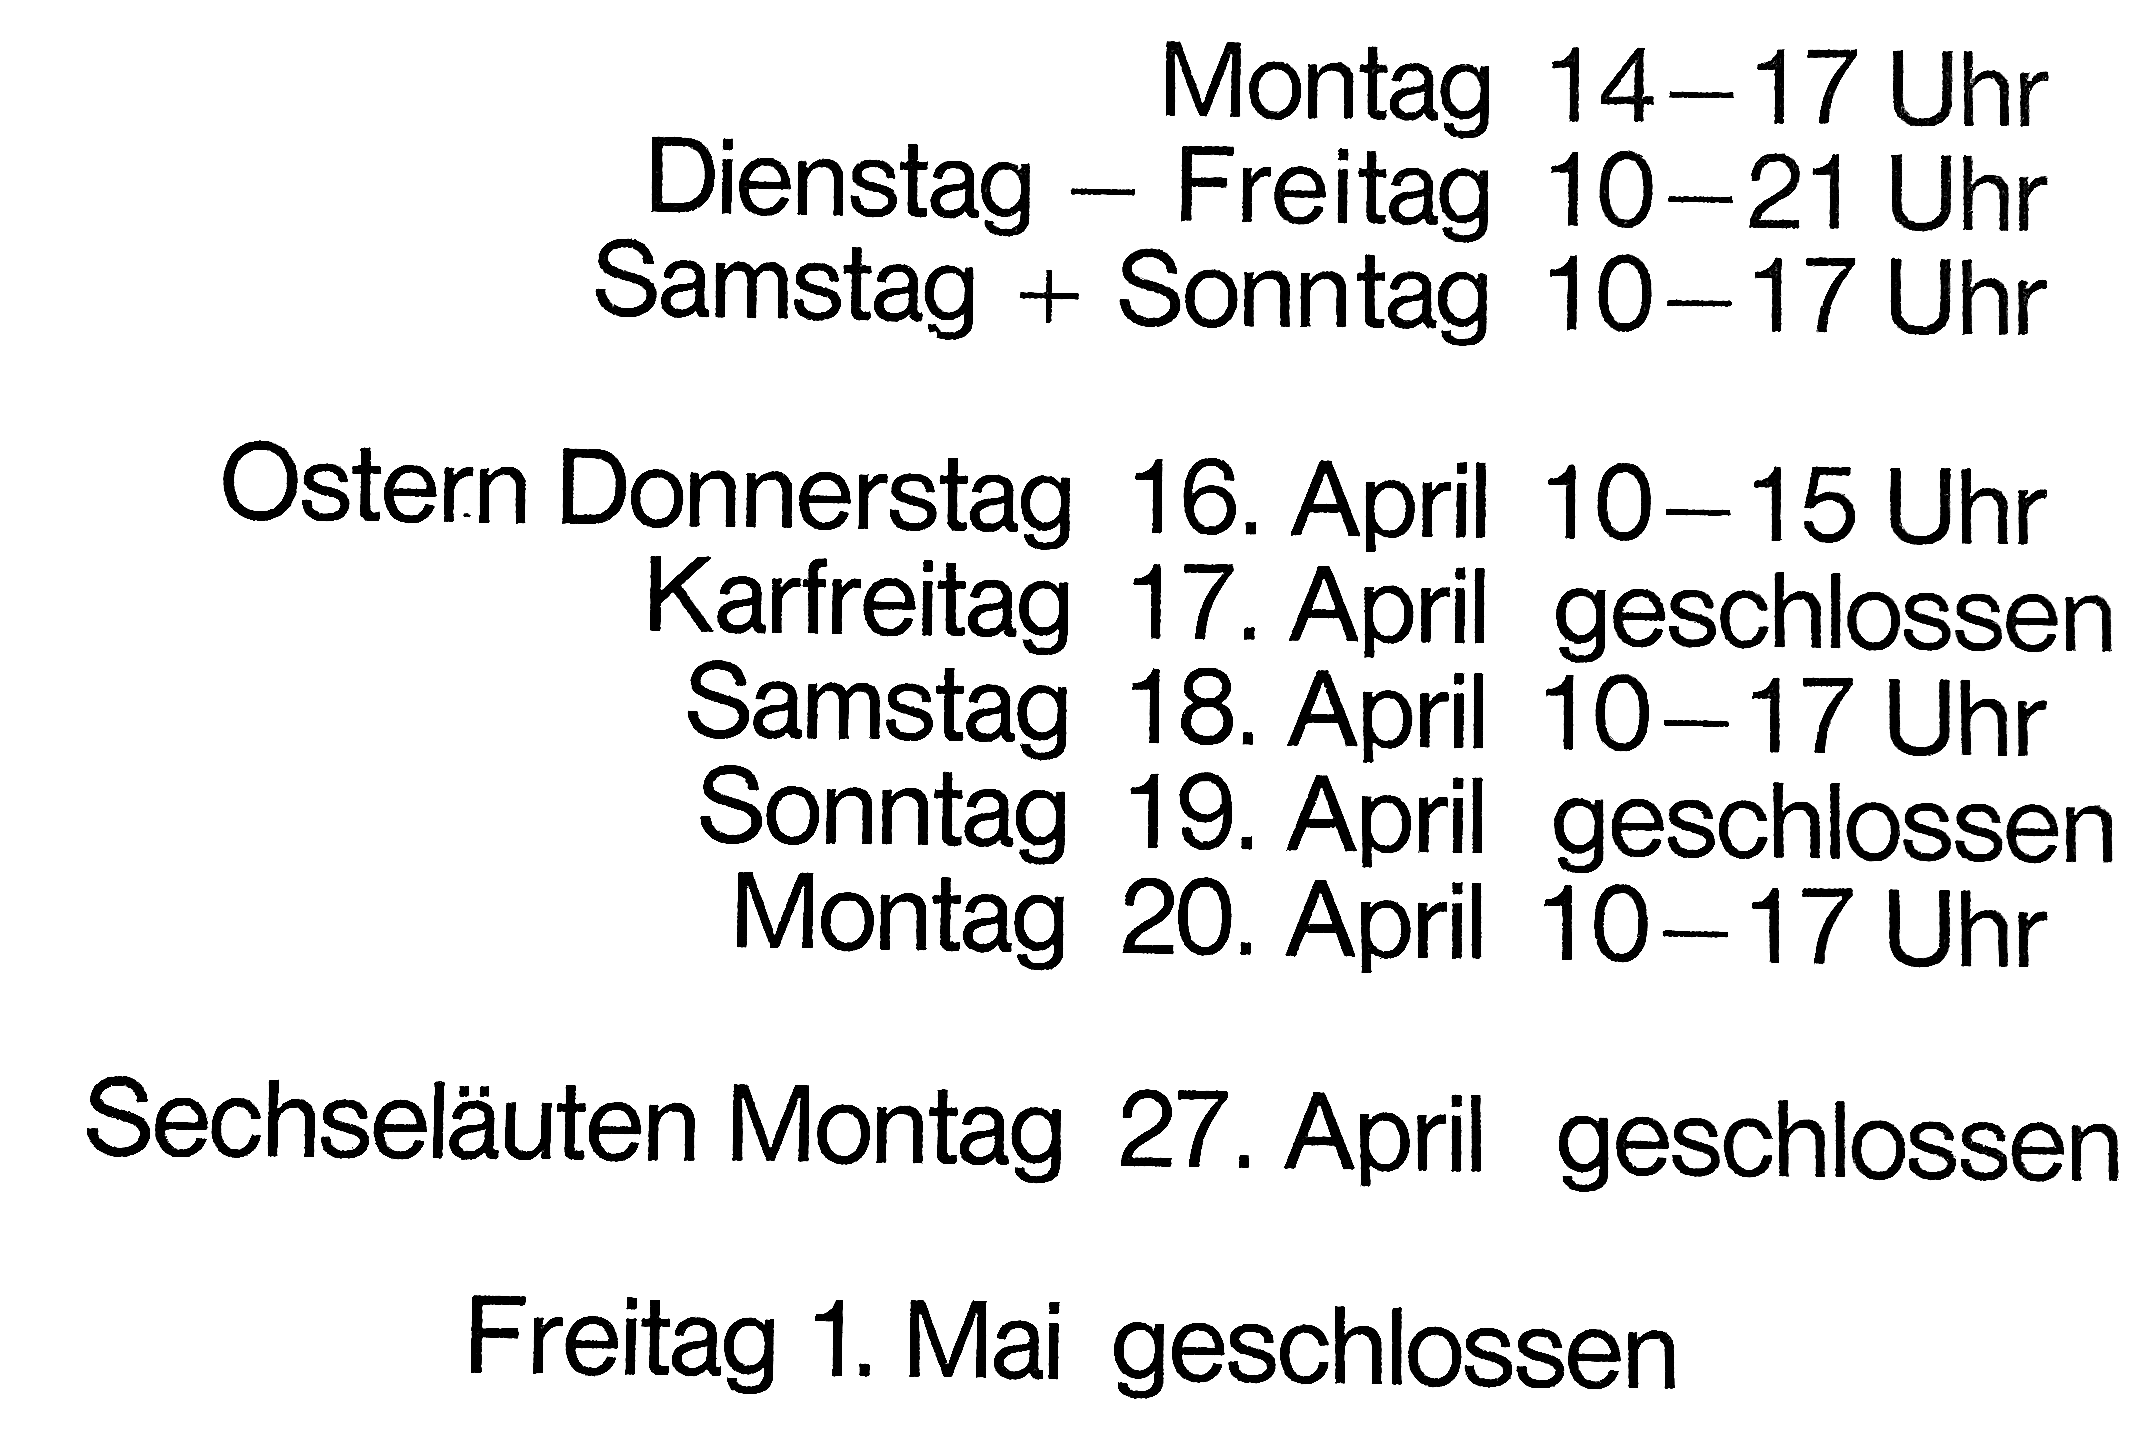 Montag 14–17 Uhr
Dienstag – Freitag 10–21 Uhr
Samstag + Sonntag 10–17 Uhr
Ostern Donnerstag 16. April 10–15 Uhr
Karfreitag 17. April geschlossen
Samstag 18. April 10–17 Uhr
Sonntag 19. April geschlossen
Montag 20. April 10–17 Uhr
Sechseläuten Montag 27. April geschlossen
Freitag 1. Mai geschlossen